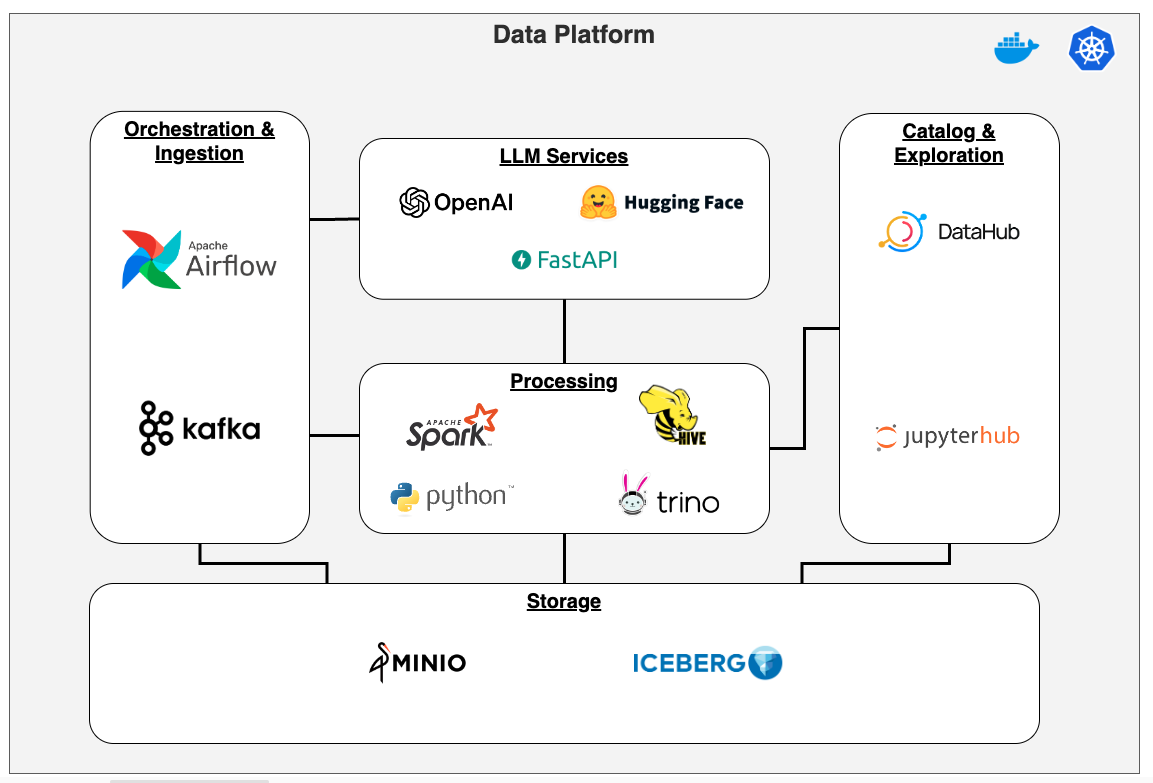 Data Platform
Orchestration &
Ingestion
Apache
Airflow
kafka
LLM Services
OpenAI
Hugging Face
FastAPI
Processing
APACHE
Spark™
HIVE
python™
trino
Catalog &
Exploration
DataHub
jupyterhub
Storage
MINIO
ICEBERG